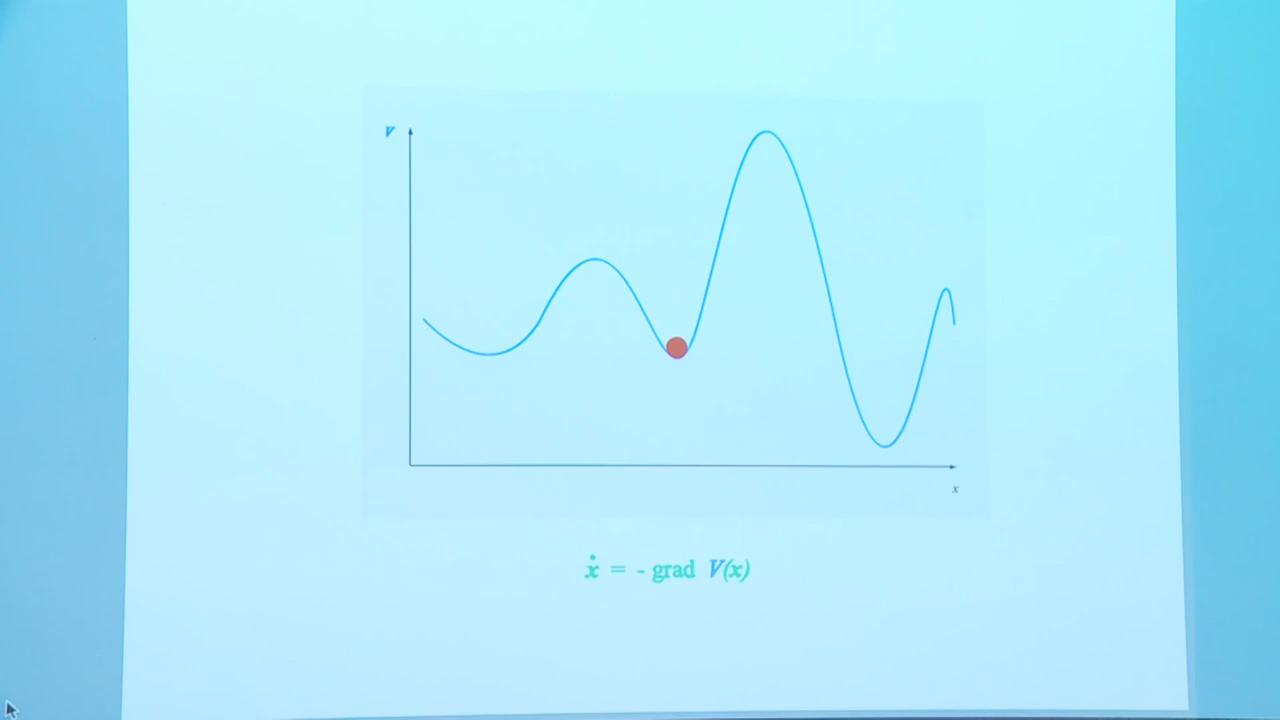 V
x
ẋ = - grad V(x)